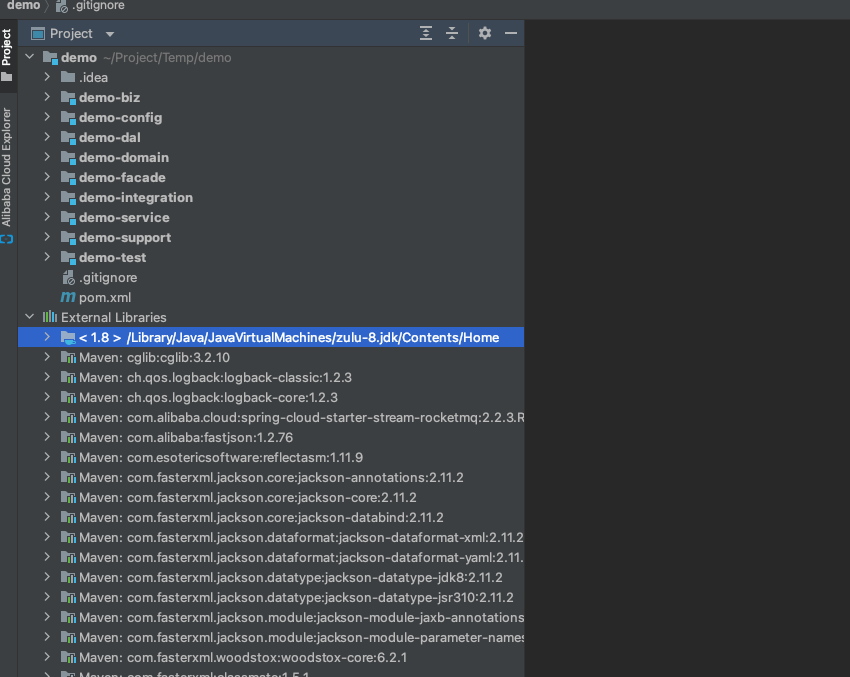 demo .gitignore
Project
Alibaba Cloud Explorer
Project
demo ~/Project/Temp/demo
.idea
demo-biz
demo-config
demo-dal
demo-domain
demo-facade
demo-integration
demo-service
demo-support
demo-test
.gitignore
pom.xml
External Libraries
< 1.8 > /Library/Java/JavaVirtualMachines/zulu-8.jdk/Contents/Home
Maven: cglib:cglib:3.2.10
Maven: ch.qos.logback:logback-classic:1.2.3
Maven: ch.qos.logback:logback-core:1.2.3
Maven: com.alibaba.cloud:spring-cloud-starter-stream-rocketmq:2.2.3.R
Maven: com.alibaba:fastjson:1.2.76
Maven: com.esotericsoftware:reflectasm:1.11.9
Maven: com.fasterxml.jackson.core:jackson-annotations:2.11.2
Maven: com.fasterxml.jackson.core:jackson-core:2.11.2
Maven: com.fasterxml.jackson.core:jackson-databind:2.11.2
Maven: com.fasterxml.jackson.dataformat:jackson-dataformat-xml:2.11.2
Maven: com.fasterxml.jackson.dataformat:jackson-dataformat-yaml:2.11.
Maven: com.fasterxml.jackson.datatype:jackson-datatype-jdk8:2.11.2
Maven: com.fasterxml.jackson.datatype:jackson-datatype-jsr310:2.11.2
Maven: com.fasterxml.jackson.module:jackson-module-jaxb-annotations
Maven: com.fasterxml.jackson.module:jackson-module-parameter-names
Maven: com.fasterxml.woodstox:woodstox-core:6.2.1
Maven: com.fasterxml:classmate:1.5.1